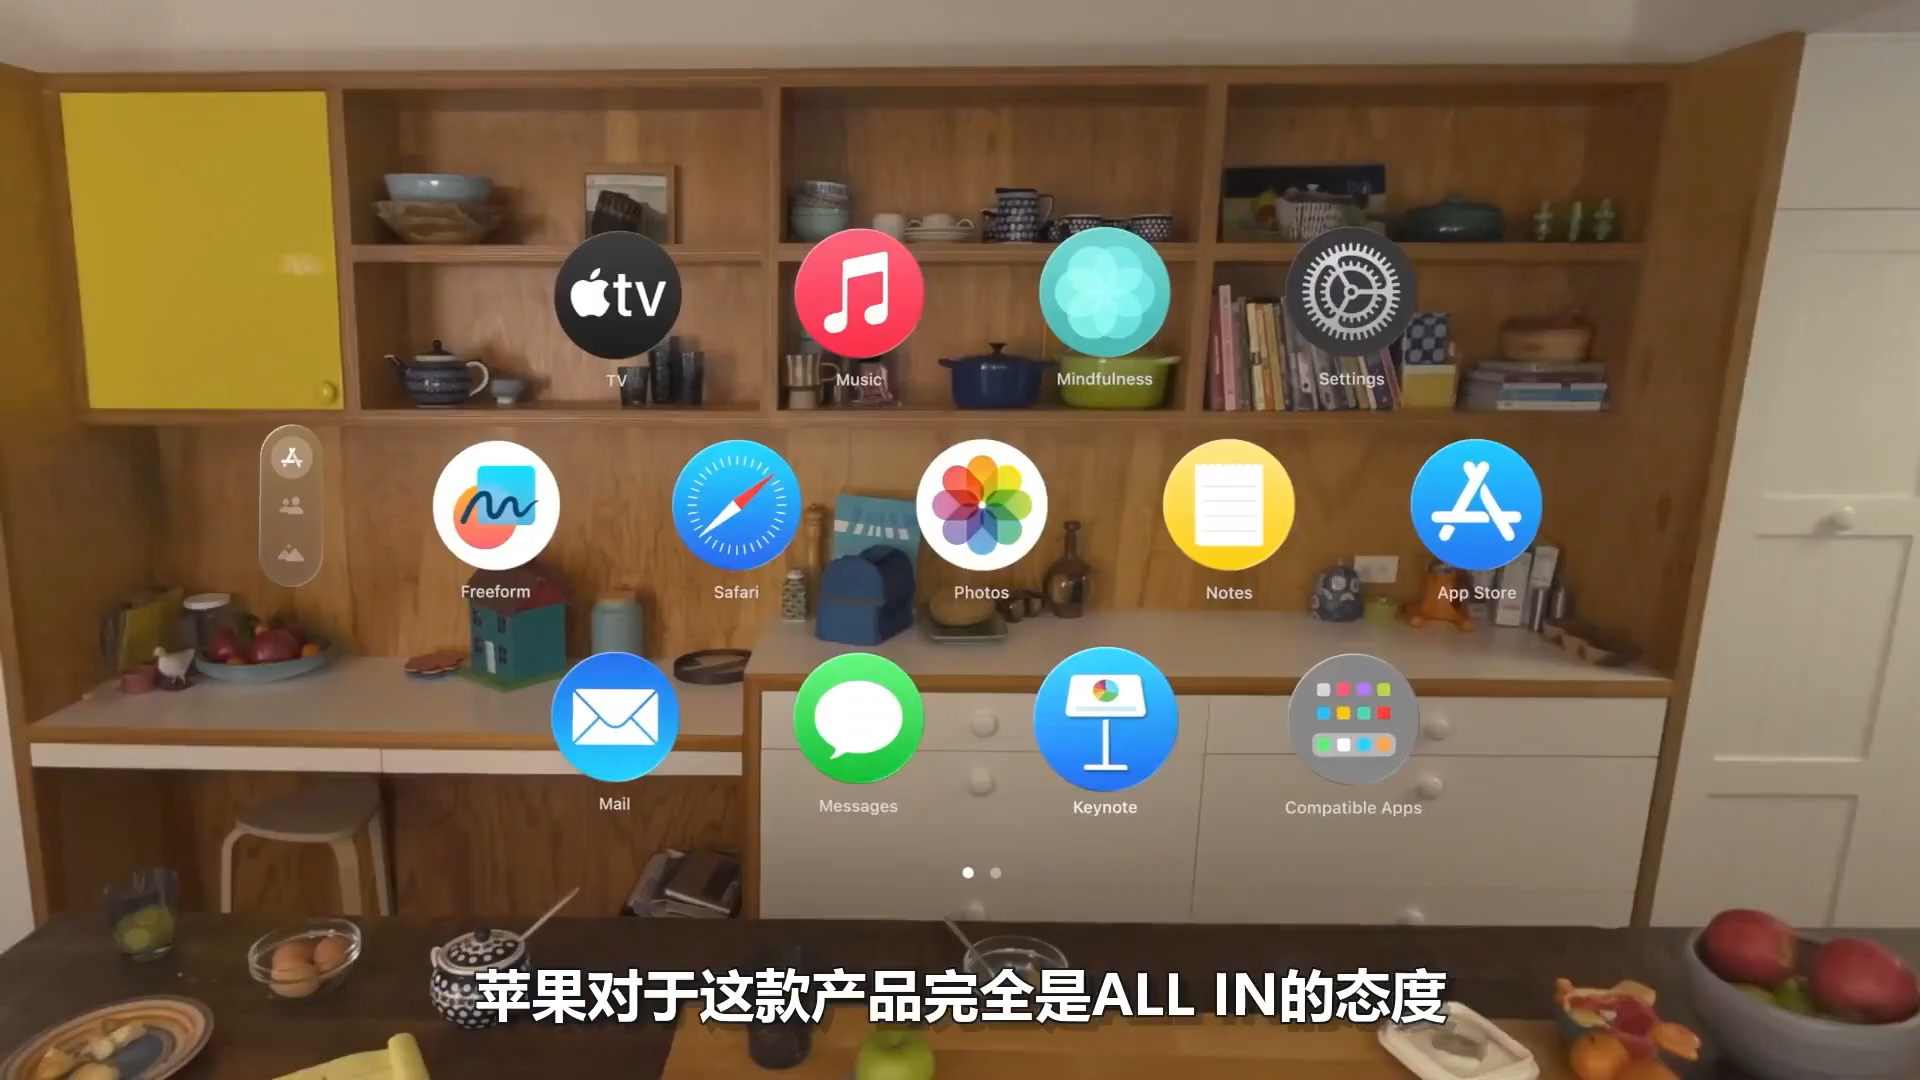 tv
TV
Music
Mindfulness
Settings
Freeform
Safari
Photos
Notes
App Store
Mail
Messages
Keynote
Compatible Apps
苹果对于这款产品完全是ALL IN的态度